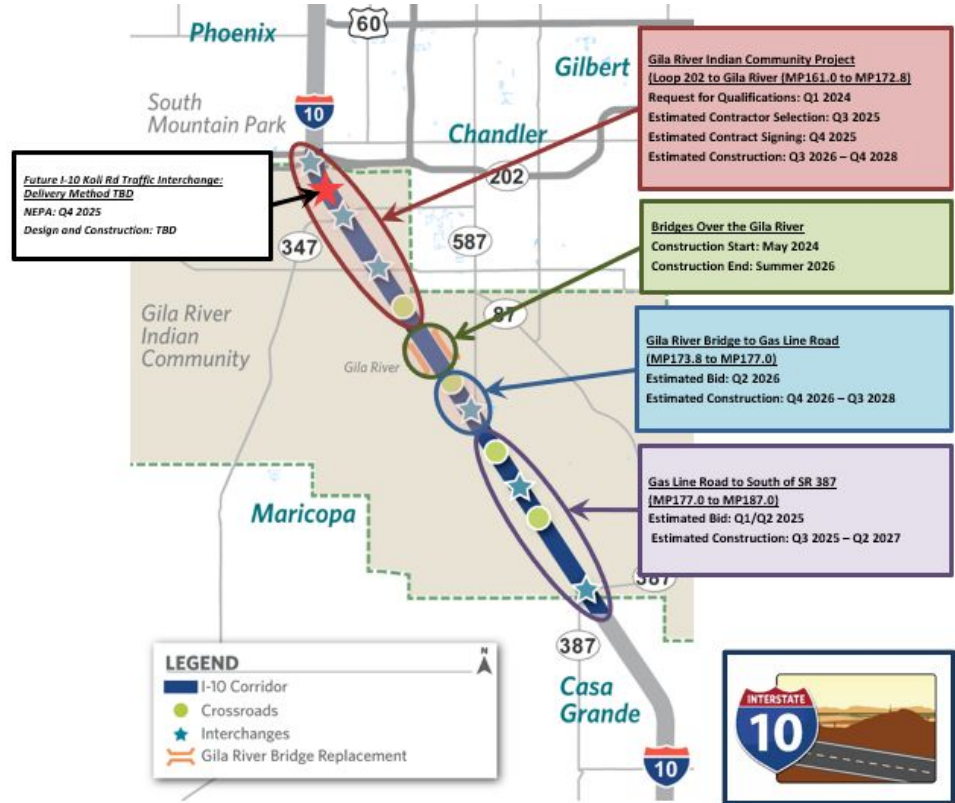 Phoenix
60
Gilbert
South
Mountain Park
10
Chandler
202
347
587
87
Gila River
Indian
Community
Gila River
Maricopa
387
387
Casa
Grande
10
Future I-10 Koli Rd Traffic Interchange:
Delivery Method TBD
NEPA: Q4 2025
Design and Construction: TBD
Gila River Indian Community Project
(Loop 202 to Gila River (MP161.0 to MP172.8)
Request for Qualifications: Q1 2024
Estimated Contractor Selection: Q3 2025
Estimated Contract Signing: Q4 2025
Estimated Construction: Q3 2026 – Q4 2028
Bridges Over the Gila River
Construction Start: May 2024
Construction End: Summer 2026
Gila River Bridge to Gas Line Road
(MP173.8 to MP177.0)
Estimated Bid: Q2 2026
Estimated Construction: Q4 2026 – Q3 2028
Gas Line Road to South of SR 387
(MP177.0 to MP187.0)
Estimated Bid: Q1/Q2 2025
Estimated Construction: Q3 2025 – Q2 2027
LEGEND
N
I-10 Corridor
Crossroads
Interchanges
Gila River Bridge Replacement
INTERSTATE
10